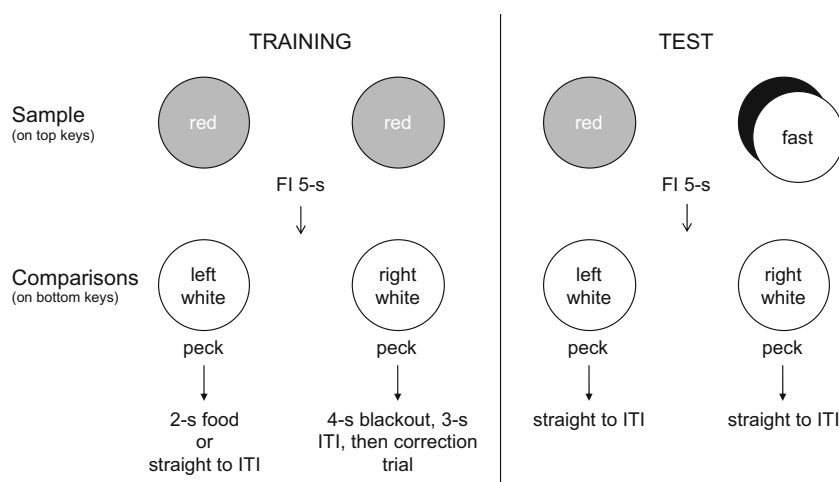 TRAINING
TEST
Sample
(on top keys)
red
red
red
fast
FI 5-s
FI 5-s
Comparisons
(on bottom keys)
left
white
right
white
left
white
right
white
peck
peck
peck
peck
2-s food
or
straight to ITI
4-s blackout, 3-s
ITI, then correction
trial
straight to ITI
straight to ITI